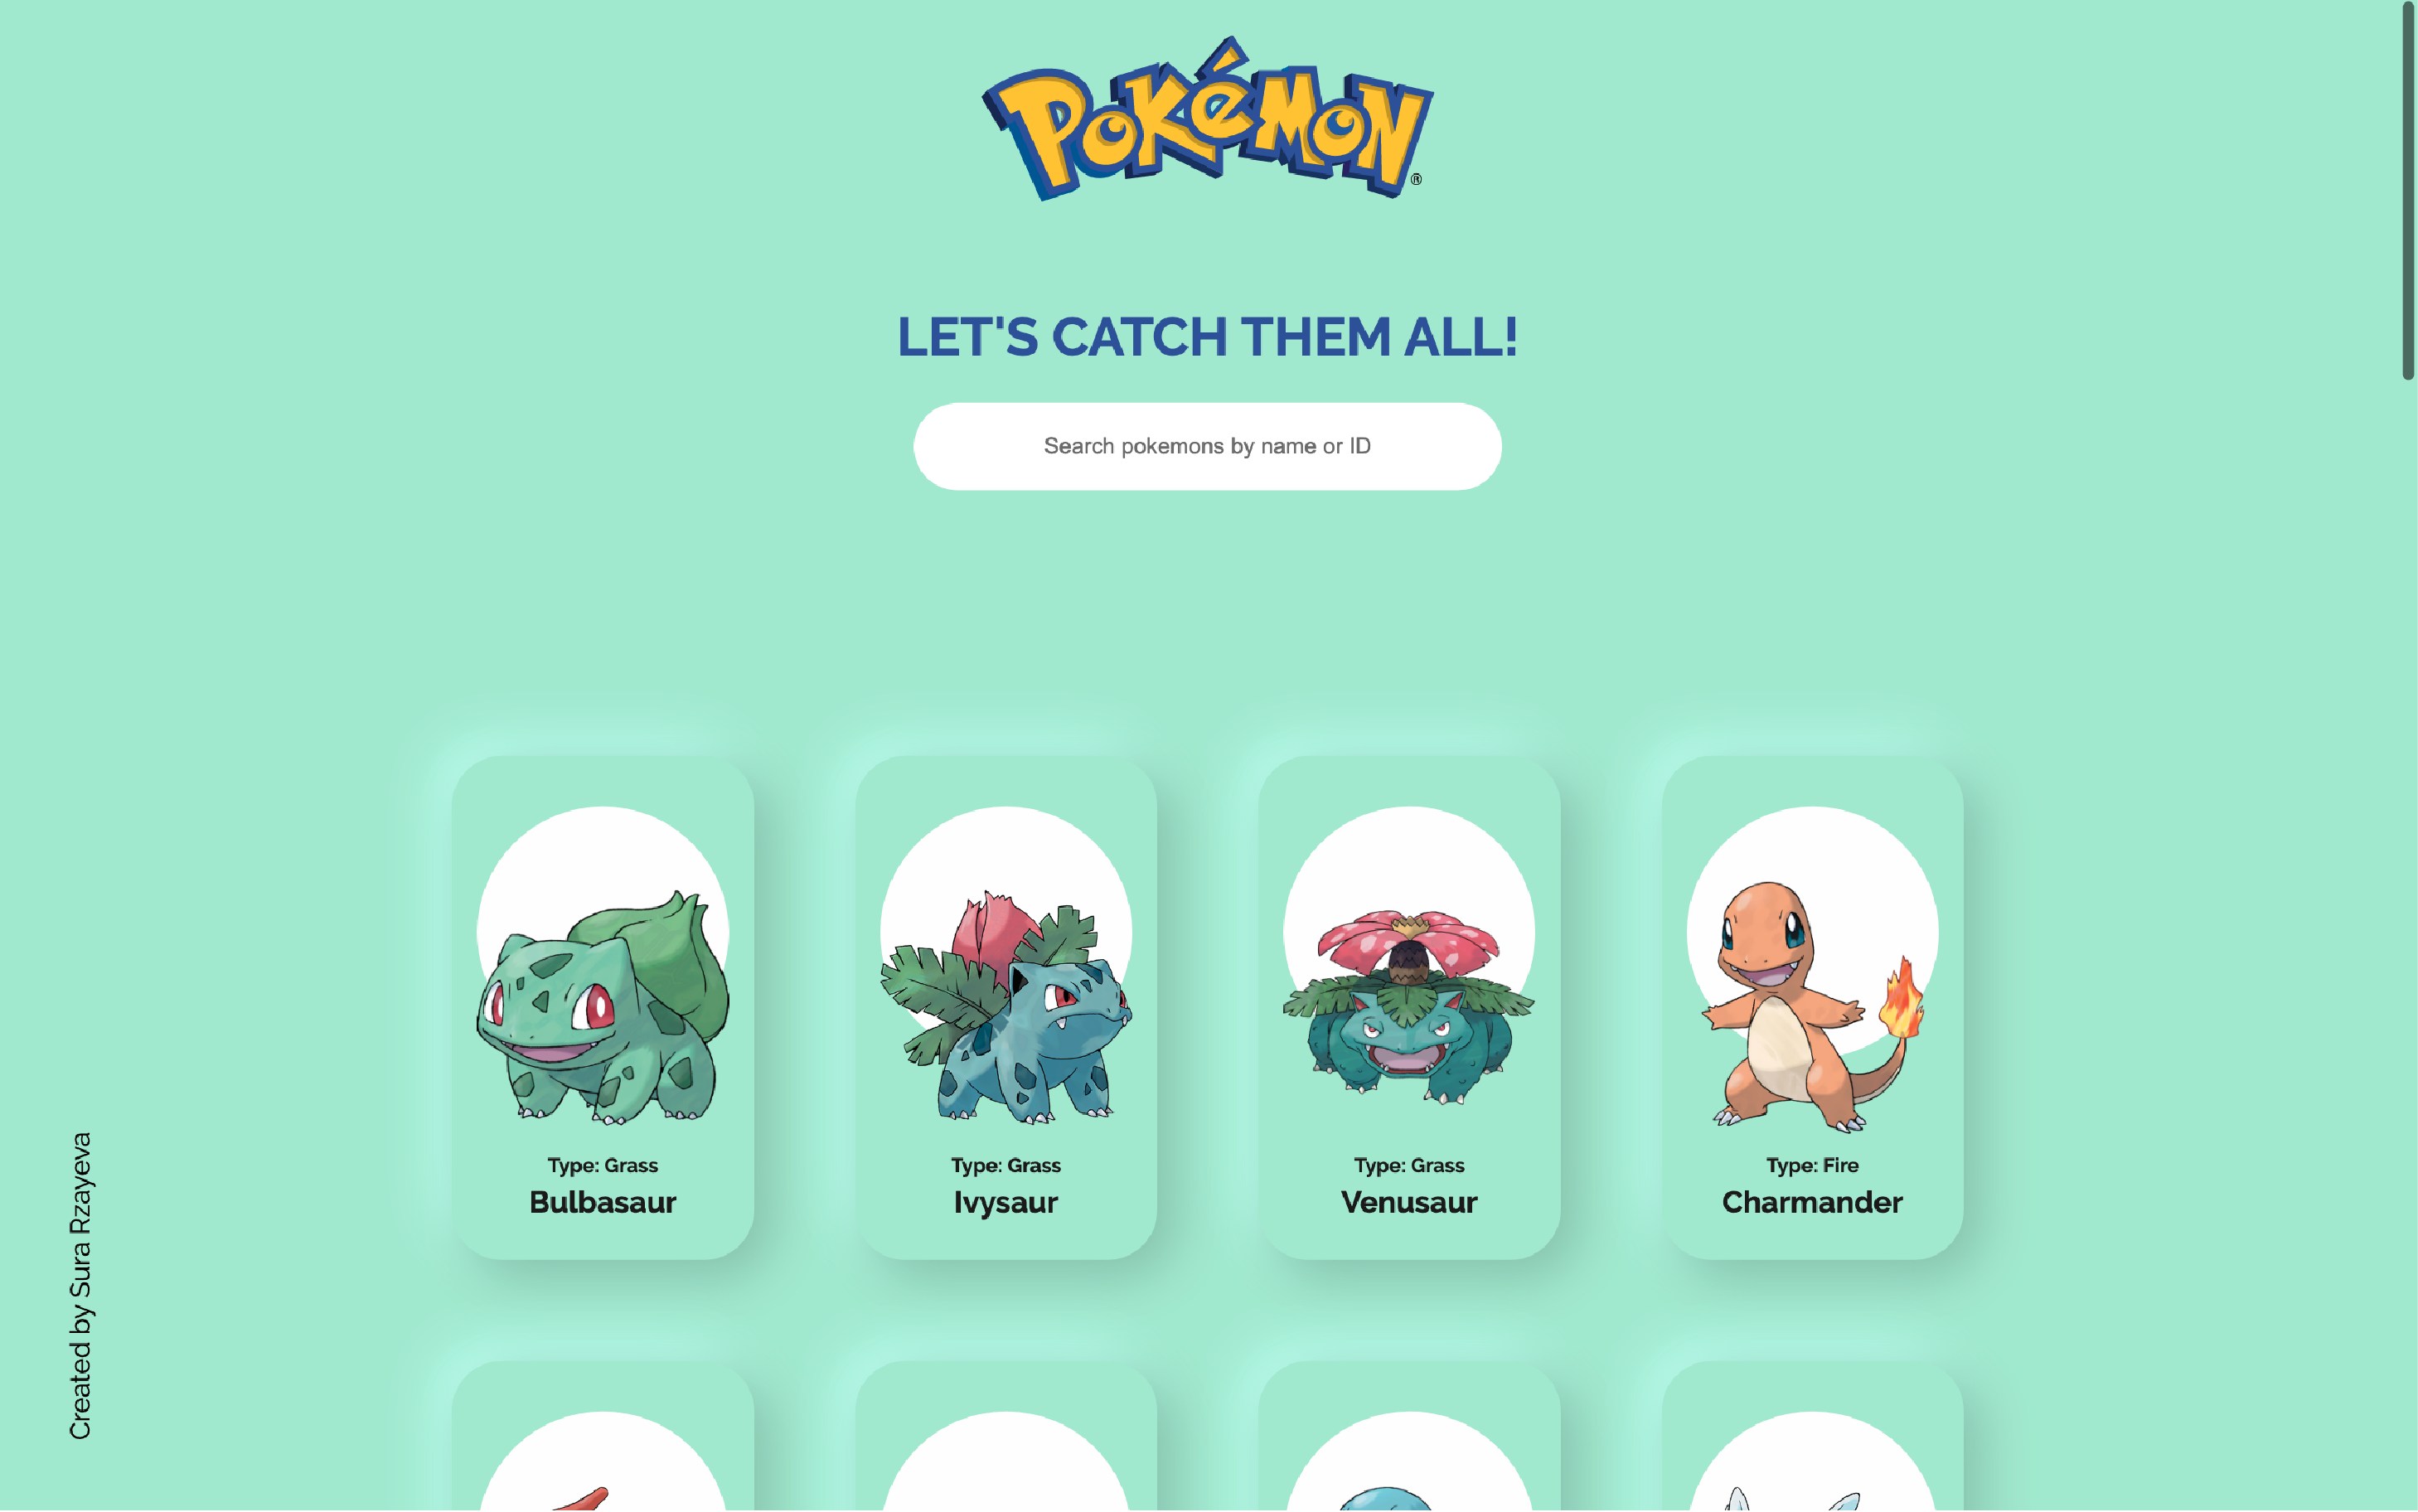 POKéMON®
LET'S CATCH THEM ALL!
Search pokemons by name or ID
Type: Grass
Bulbasaur
Type: Grass
Ivysaur
Type: Grass
Venusaur
Type: Fire
Charmander
Created by Sura Rzayeva